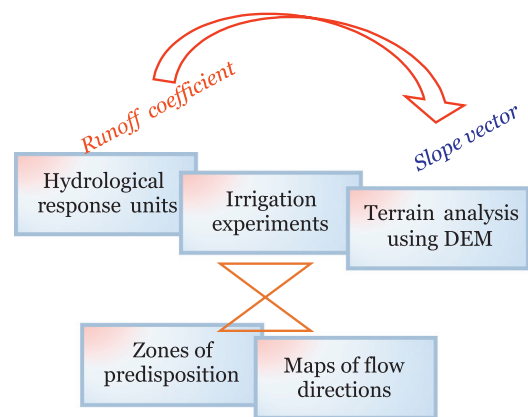 Runoff coefficient
Slope vector
Hydrological
response units
Irrigation
experiments
Terrain analysis
using DEM
Zones of
predisposition
Maps of flow
directions